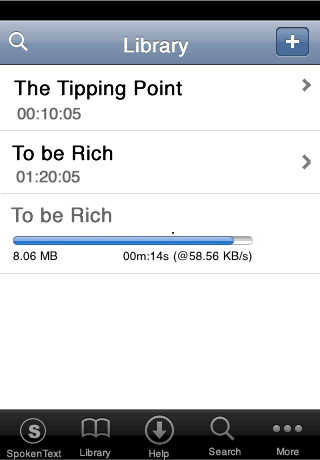 Library
The Tipping Point
00:10:05
To be Rich
01:20:05
To be Rich
8.06 MB 00m:14s (@58.56 KB/s)
S
SpokenText Library Help Search More